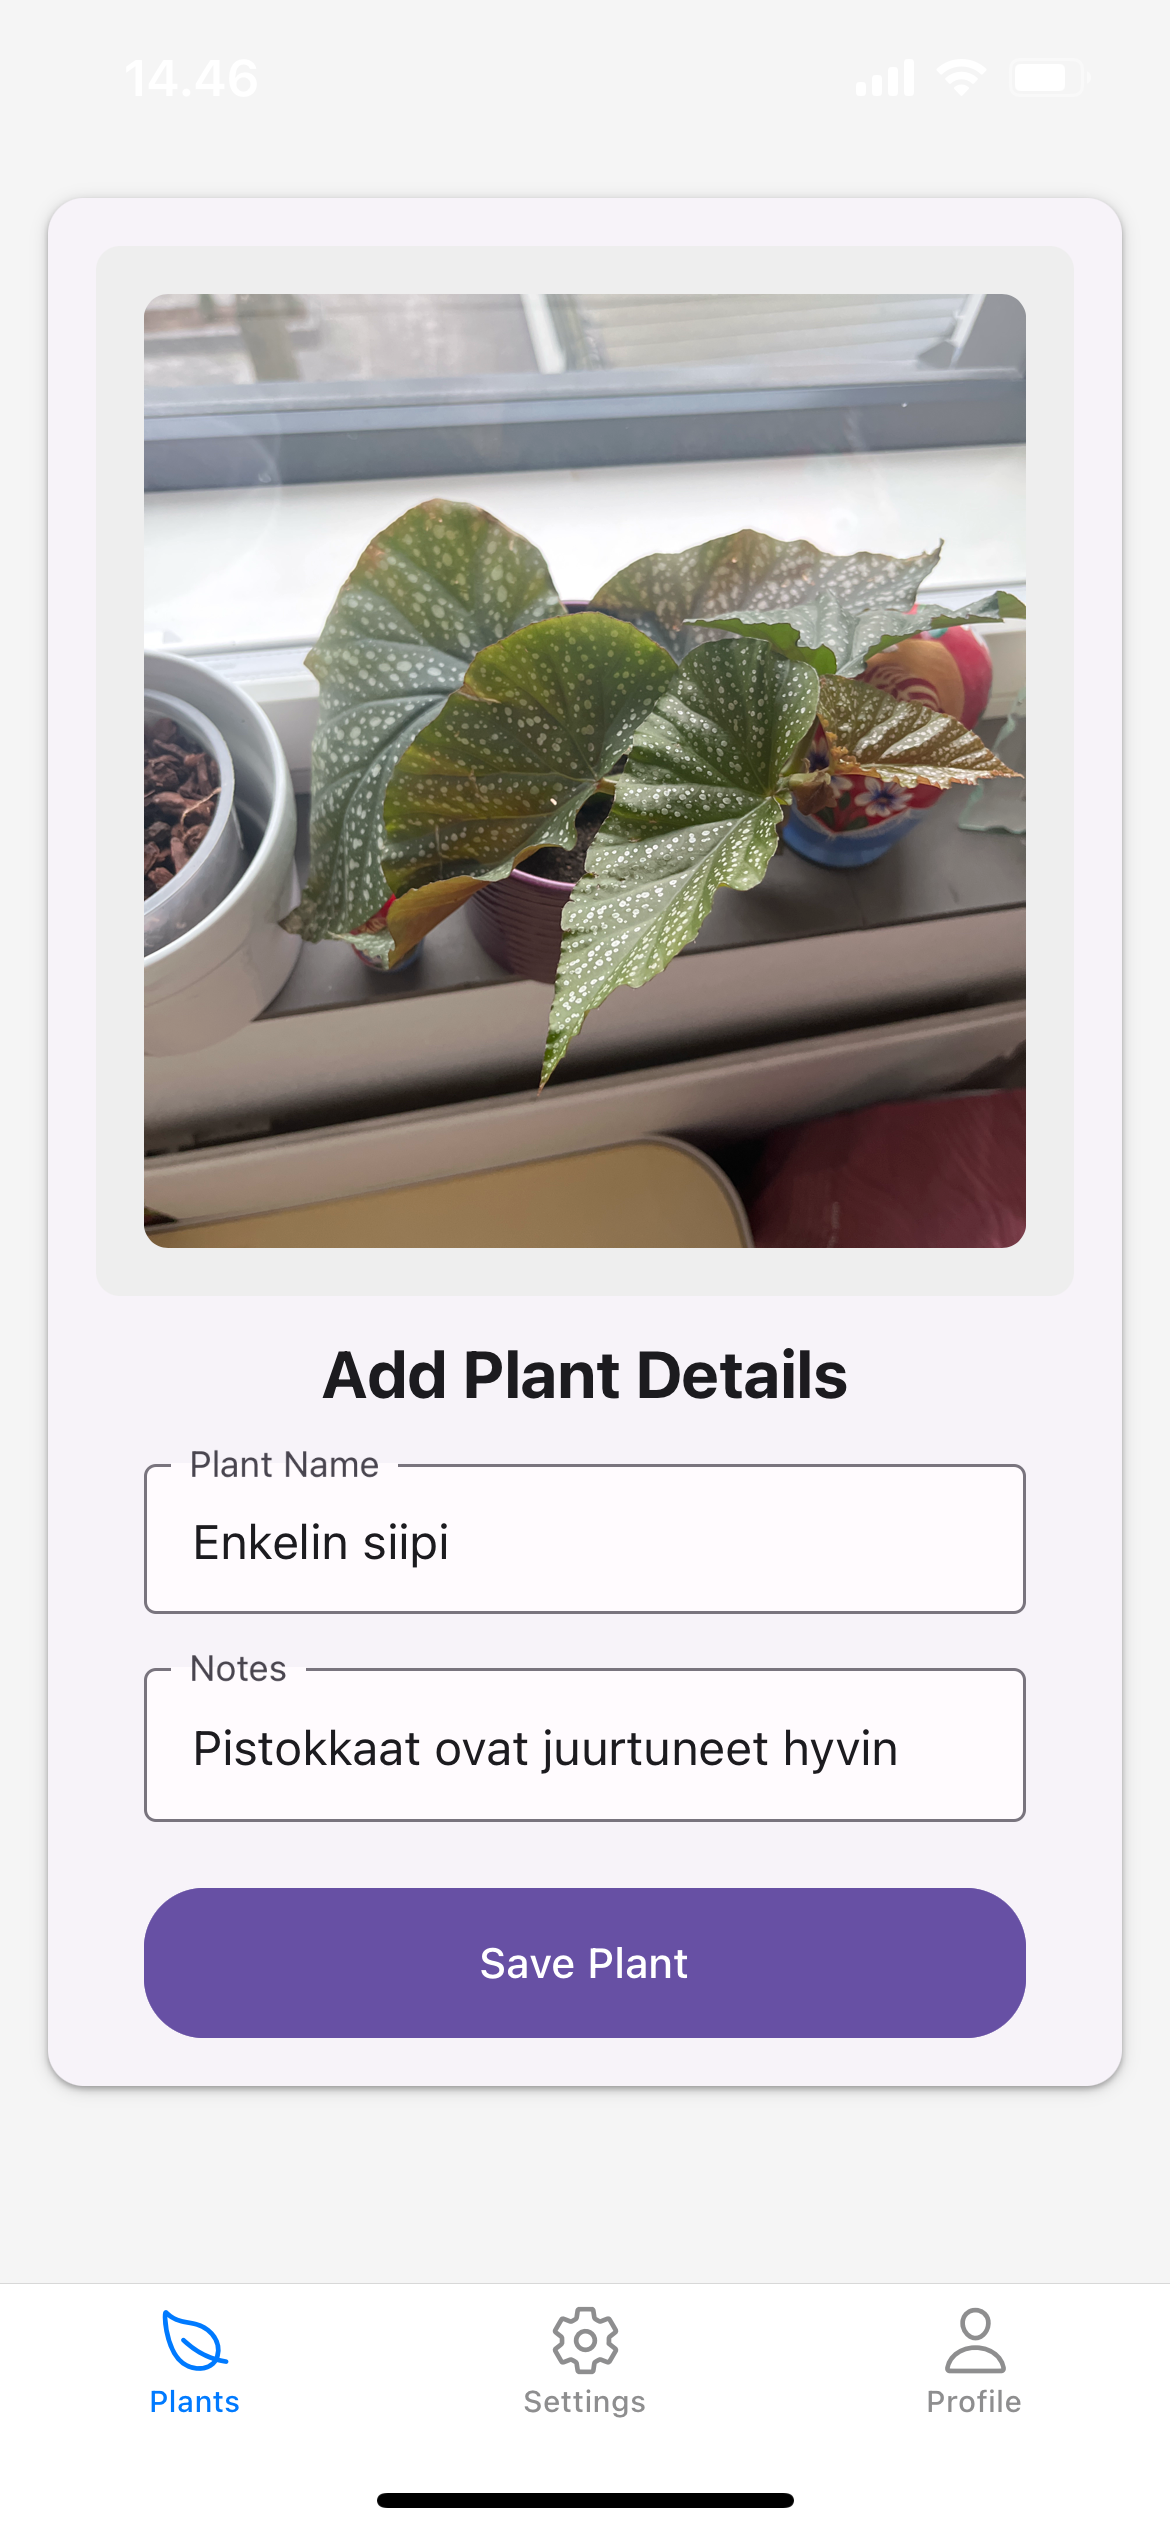 14.46
Add Plant Details
Plant Name
Enkelin siipi
Notes
Pistokkaat ovat juurtuneet hyvin
Save Plant
Plants
Settings
Profile